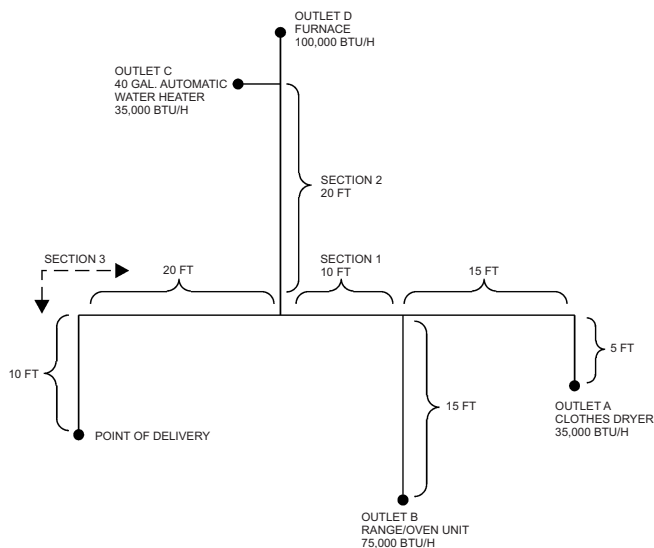 OUTLET D
FURNACE
100,000 BTU/H
OUTLET C
40 GAL. AUTOMATIC
WATER HEATER
35,000 BTU/H
SECTION 2
20 FT
SECTION 3
20 FT
SECTION 1
10 FT
15 FT
10 FT
5 FT
POINT OF DELIVERY
15 FT
OUTLET A
CLOTHES DRYER
35,000 BTU/H
OUTLET B
RANGE/OVEN UNIT
75,000 BTU/H